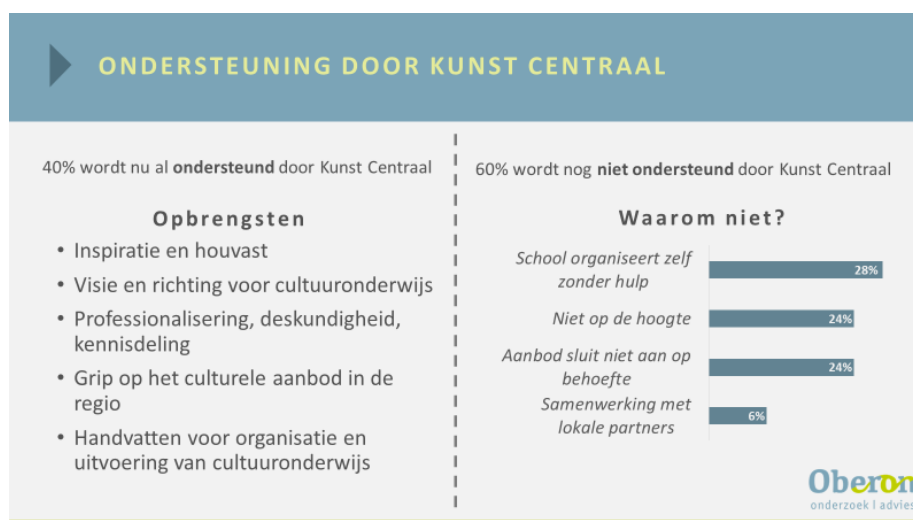 ONDERSTEUNING DOOR KUNST CENTRAAL
40% wordt nu al ondersteund door Kunst Centraal
Opbrengsten
• Inspiratie en houvast
• Visie en richting voor cultuuronderwijs
• Professionalisering, deskundigheid,
kennisdeling
• Grip op het culturele aanbod in de
regio
• Handvatten voor organisatie en
uitvoering van cultuuronderwijs
60% wordt nog niet ondersteund door Kunst Centraal
Waarom niet?
School organiseert zelf
zonder hulp
28%
Niet op de hoogte
24%
Aanbod sluit niet aan op
behoefte
24%
Samenwerking met
lokale partners
6%
Oberon
onderzoek | advies